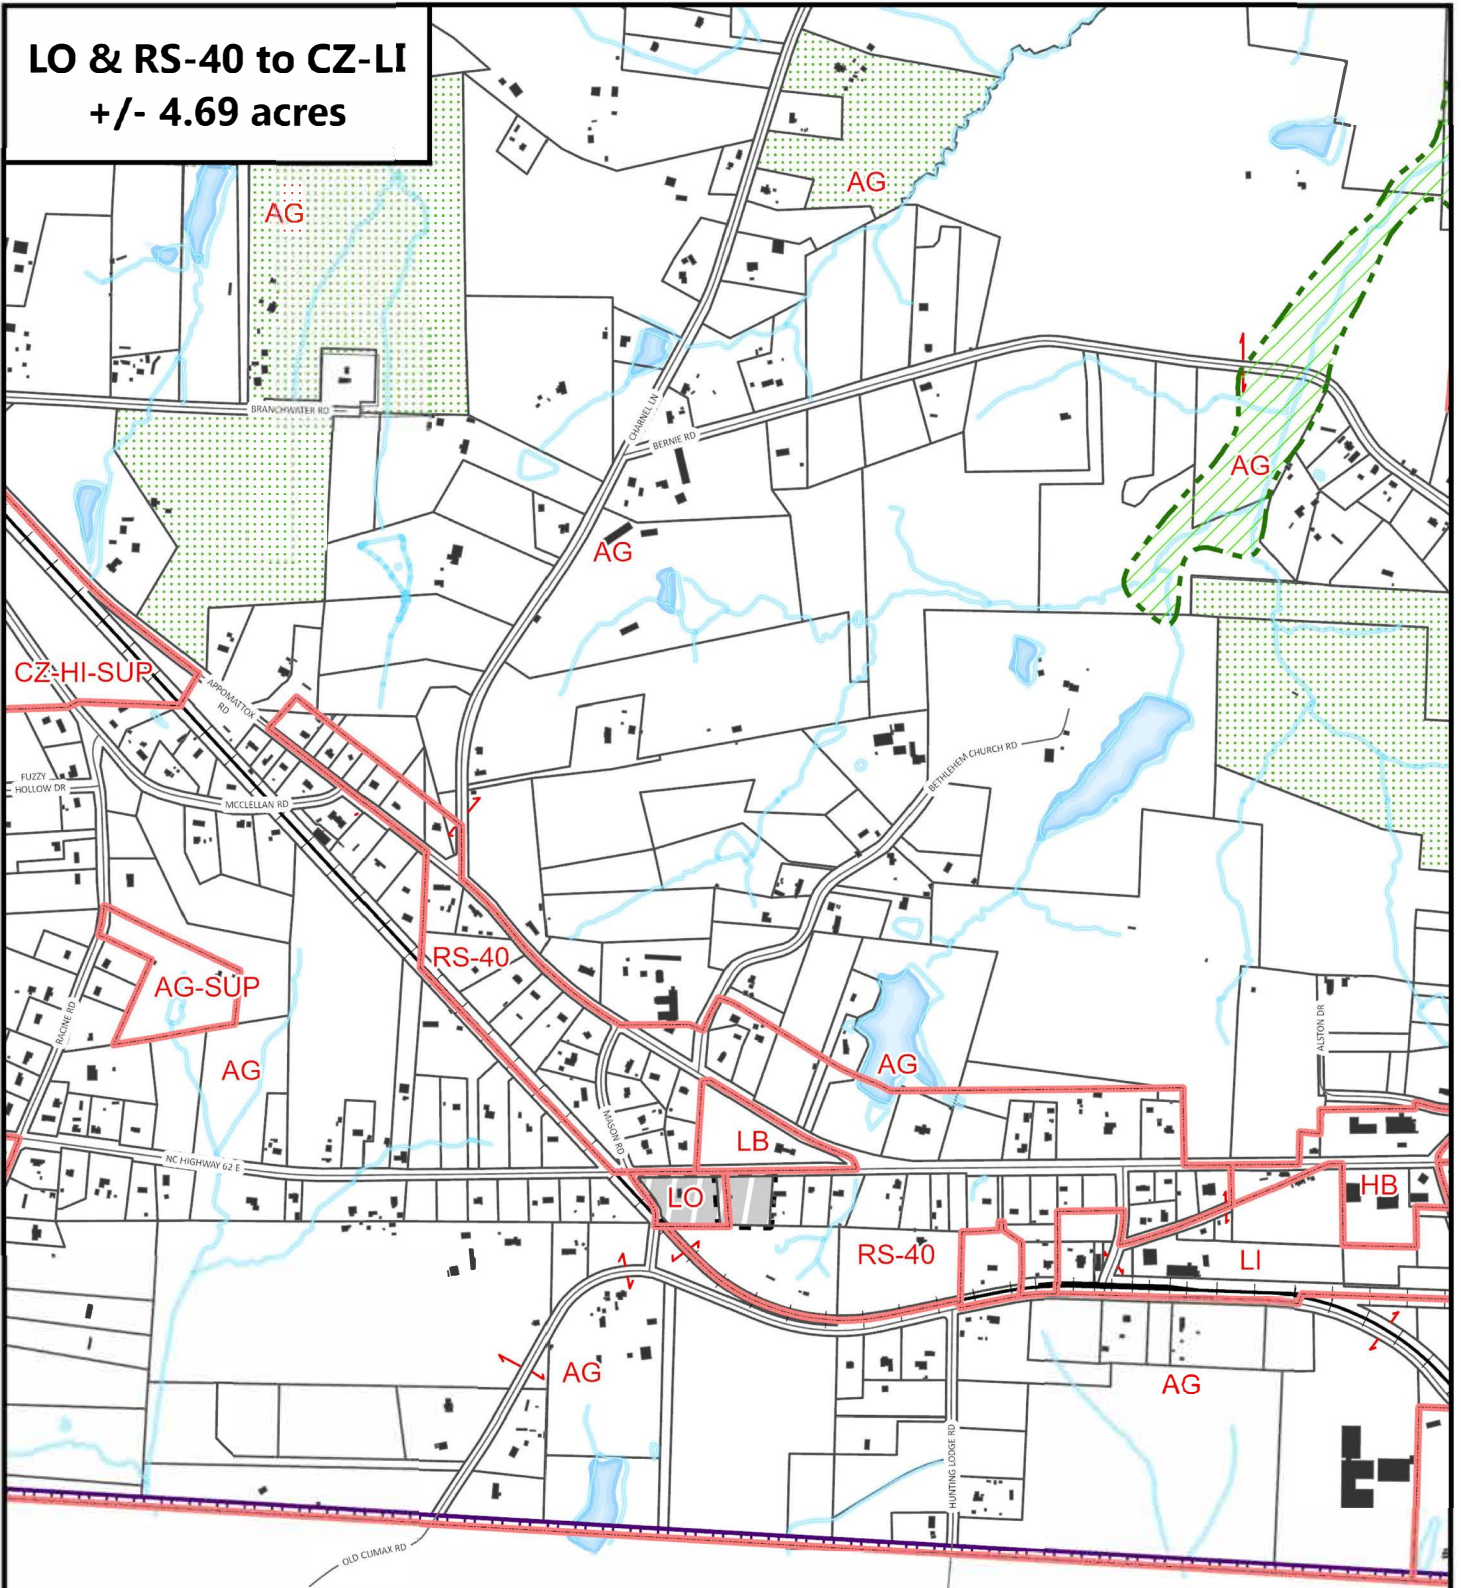 LO & RS-40 to CZ-LI
+/- 4.69 acres
AG
AG
BRANCHWATER RD
CHARNEL LN
BERNIE RD
AG
AG
CZ-HI-SUP
APPOMATTOX
RD
BETHLEHEM CHURCH RD
FUZZY
HOLLOW DR
MCCLELLAN RD
RS-40
AG-SUP
RACINE RD
ALSTON DR
AG
AG
MASON RD
LB
NC HIGHWAY 62 E
LO
HB
RS-40
LI
AG
AG
HUNTING LODGE RD
OLD CLIMAX RD